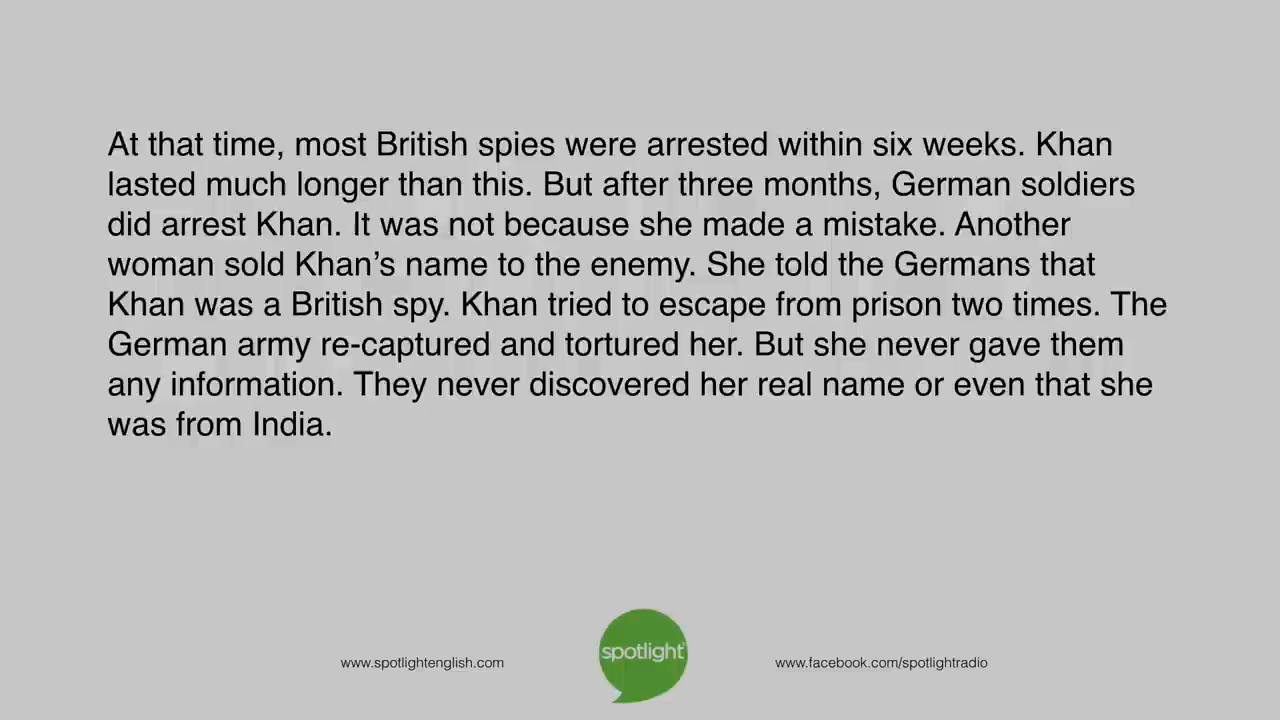 At that time, most British spies were arrested within six weeks. Khan
lasted much longer than this. But after three months, German soldiers
did arrest Khan. It was not because she made a mistake. Another
woman sold Khan’s name to the enemy. She told the Germans that
Khan was a British spy. Khan tried to escape from prison two times. The
German army re-captured and tortured her. But she never gave them
any information. They never discovered her real name or even that she
was from India.
spotlight
www.spotlightenglish.com
www.facebook.com/spotlightradio